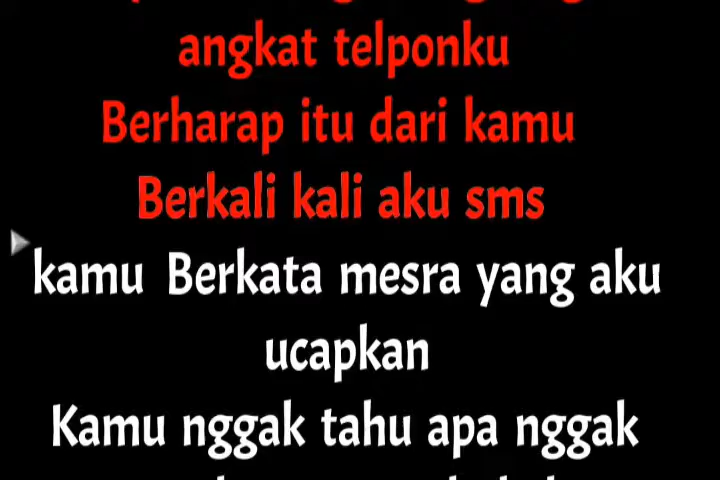 angkat telponku
Berharap itu dari kamu
Berkali kali aku sms
kamu Berkata mesra yang aku
ucapkan
Kamu nggak tahu apa nggak